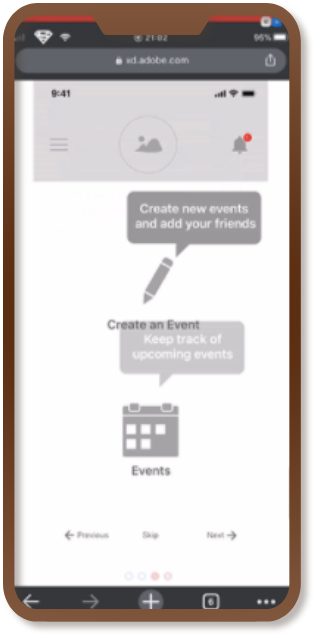 21:02
96%
xd.adobe.com
9:41
Create new events
and add your friends
Create an Event
Keep track of
upcoming events
Events
Previous Skip Next
6